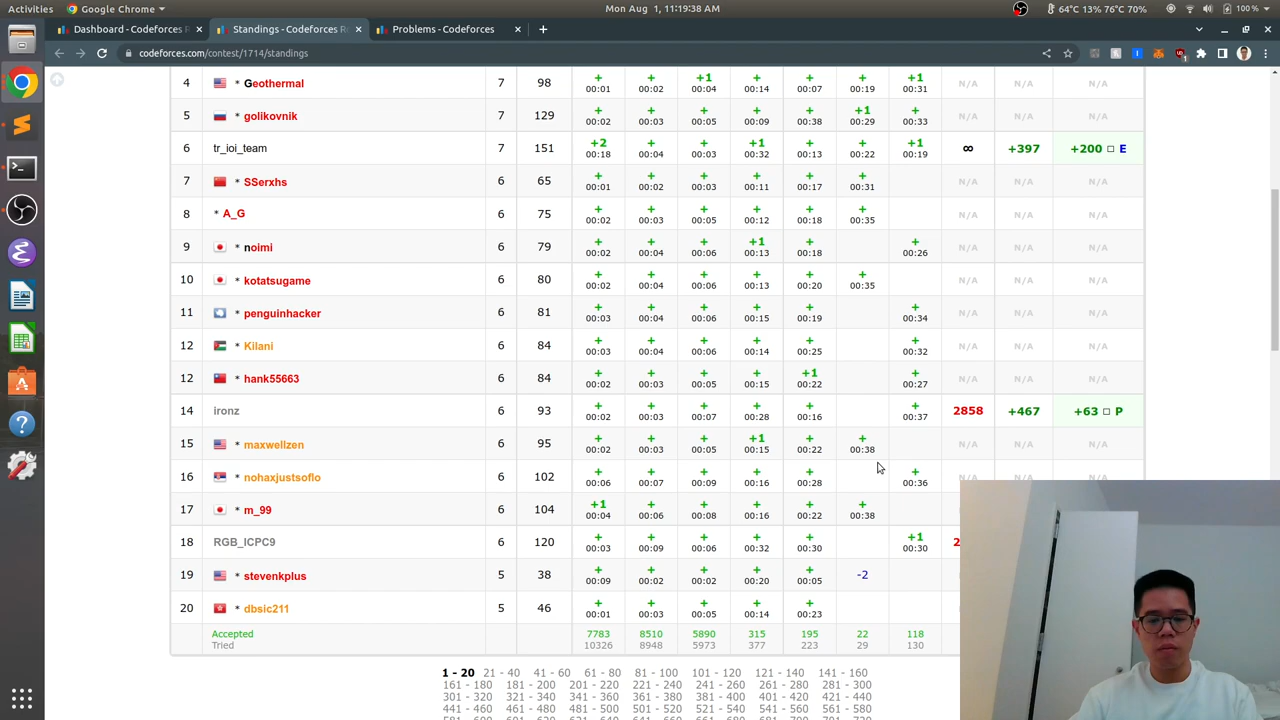 Activities Google Chrome Mon Aug 1, 11:19:38 AM 64°C 13% 76°C 70% 100 %
Dashboard - Codeforces R Standings - Codeforces Ro Problems - Codeforces
codeforces.com/contest/1714/standings
4 * Geothermal 7 98 + + +1 + + + +1 N/A N/A N/A
00:01 00:02 00:04 00:14 00:07 00:19 00:31
5 * golikovnik 7 129 + + + + + +1 + N/A N/A N/A
00:02 00:03 00:05 00:09 00:38 00:29 00:33
6 tr_ioi_team 7 151 +2 + + +1 + + +1 ∞ +397 +200 □ E
00:18 00:04 00:03 00:32 00:13 00:22 00:19
7 * SSerxhs 6 65 + + + + + + N/A N/A N/A
00:01 00:02 00:03 00:11 00:17 00:31
8 * A_G 6 75 + + + + + + N/A N/A N/A
00:02 00:03 00:05 00:12 00:18 00:35
9 * noimi 6 79 + + + +1 + + N/A N/A N/A
00:02 00:04 00:06 00:13 00:18 00:26
10 * kotatsugame 6 80 + + + + + + N/A N/A N/A
00:02 00:04 00:06 00:13 00:20 00:35
11 * penguinhacker 6 81 + + + + + + N/A N/A N/A
00:03 00:04 00:06 00:15 00:19 00:34
12 * Kilani 6 84 + + + + + + N/A N/A N/A
00:03 00:04 00:06 00:14 00:25 00:32
12 * hank55663 6 84 + + + + +1 + N/A N/A N/A
00:02 00:03 00:05 00:15 00:22 00:27
14 ironz 6 93 + + + + + + 2858 +467 +63 □ P
00:02 00:03 00:07 00:28 00:16 00:37
15 * maxwellzen 6 95 + + + +1 + + N/A N/A N/A
00:02 00:03 00:05 00:15 00:22 00:38
16 * nohaxjustsoflo 6 102 + + + + + + N/A N/A N/A
00:06 00:07 00:09 00:16 00:28 00:36
17 * m_99 6 104 +1 + + + + +
00:04 00:06 00:08 00:16 00:22 00:38
18 RGB_ICPC9 6 120 + + + + + +1 2
00:03 00:09 00:06 00:32 00:30 00:30
19 * stevenkplus 5 38 + + + + + -2
00:09 00:02 00:02 00:20 00:05
20 * dbsic211 5 46 + + + + +
00:01 00:03 00:05 00:14 00:23
Accepted 7783 8510 5890 315 195 22 118
Tried 10326 8948 5973 377 223 29 130
1 - 20 21 - 40 41 - 60 61 - 80 81 - 100 101 - 120 121 - 140 141 - 160
161 - 180 181 - 200 201 - 220 221 - 240 241 - 260 261 - 280 281 - 300
301 - 320 321 - 340 341 - 360 361 - 380 381 - 400 401 - 420 421 - 440
441 - 460 461 - 480 481 - 500 501 - 520 521 - 540 541 - 560 561 - 580